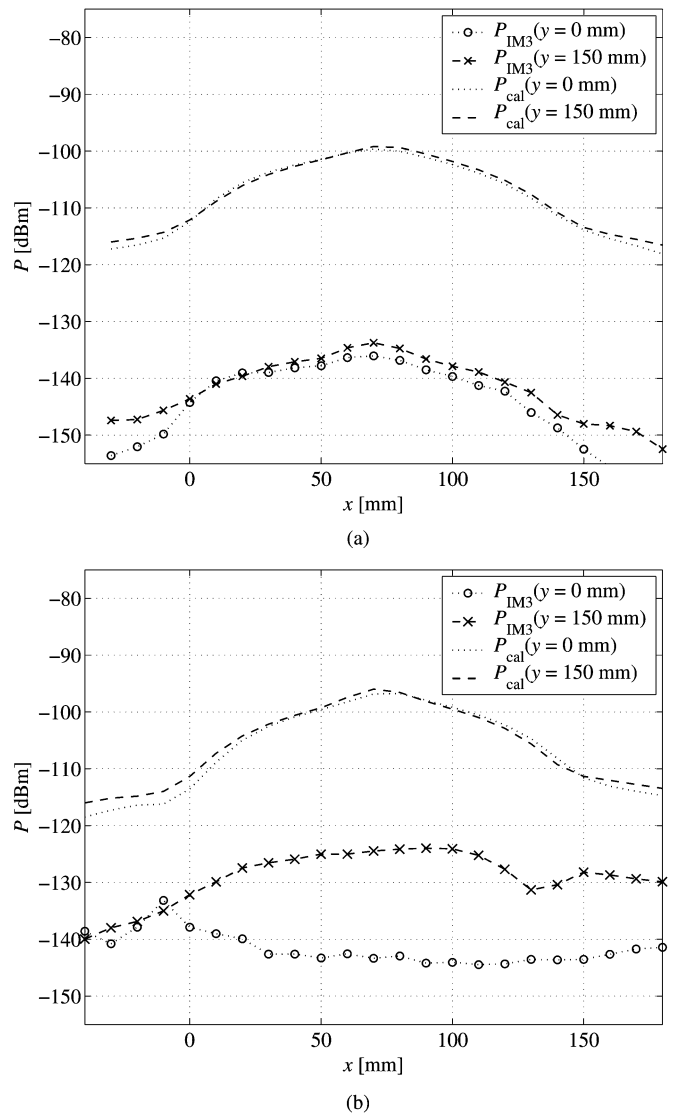 −80
−90
−100
−110
−120
−130
−140
−150
P [dBm]
P_IM3(y = 0 mm)
P_IM3(y = 150 mm)
P_cal(y = 0 mm)
P_cal(y = 150 mm)
0 50 100 150
x [mm]
(a)
−80
−90
−100
−110
−120
−130
−140
−150
P [dBm]
P_IM3(y = 0 mm)
P_IM3(y = 150 mm)
P_cal(y = 0 mm)
P_cal(y = 150 mm)
0 50 100 150
x [mm]
(b)